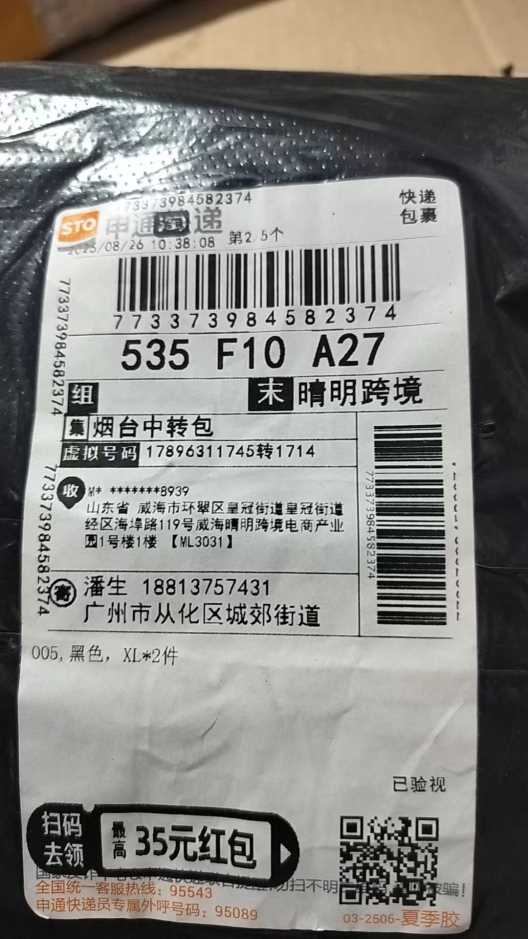 773373984582374
快递
包裹
STO 申通快递
2025/08/26 10:38:08 第2/5个
773373984582374
535 F10 A27
组
末 晴明跨境
集 烟台中转包
虚拟号码 17896311745转1714
收 *******8939
山东省 威海市环翠区皇冠街道皇冠街道
经区海埠路119号威海晴明跨境电商产业
园1号楼1楼 【ML3031】
寄 潘生 18813757431
广州市从化区城郊街道
773373984582374
773373984582374
773373984582374
005,黑色，XL*2件
已验视
扫码
去领
最高
35元红包
全国统一客服热线：95543
申通快递员专属外呼号码：95089
03-2506-夏季胶